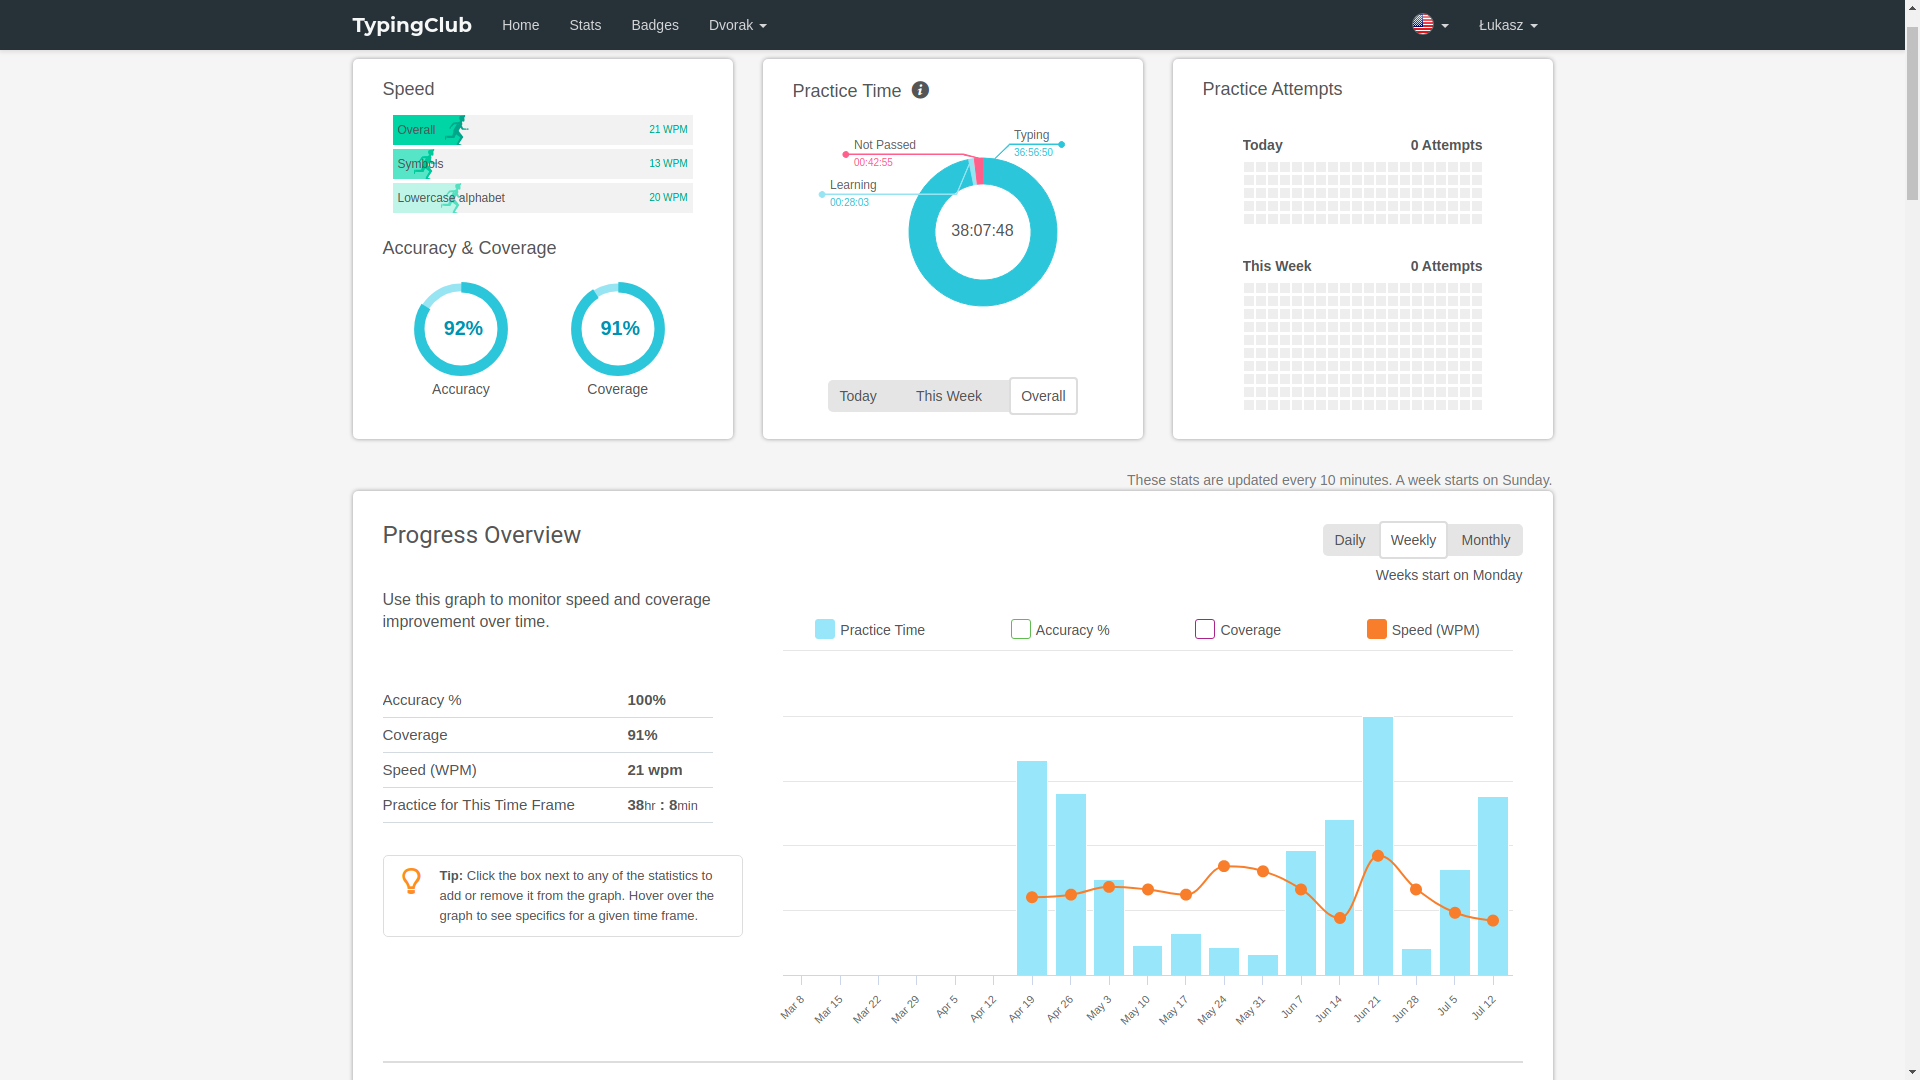 TypingClub Home Stats Badges Dvorak Łukasz
Speed
Overall 21 WPM
Symbols 13 WPM
Lowercase alphabet 20 WPM
Accuracy & Coverage
92% 91%
Accuracy Coverage
Practice Time
Typing
36:56:50
Not Passed
00:42:55
Learning
00:28:03
38:07:48
Today This Week Overall
Practice Attempts
Today 0 Attempts
This Week 0 Attempts
These stats are updated every 10 minutes. A week starts on Sunday.
Progress Overview
Daily Weekly Monthly
Weeks start on Monday
Use this graph to monitor speed and coverage
improvement over time.
Accuracy % 100%
Coverage 91%
Speed (WPM) 21 wpm
Practice for This Time Frame 38hr : 8min
Tip: Click the box next to any of the statistics to
add or remove it from the graph. Hover over the
graph to see specifics for a given time frame.
Practice Time Accuracy % Coverage Speed (WPM)
Mar 8 Mar 15 Mar 22 Mar 29 Apr 5 Apr 12 Apr 19 Apr 26 May 3 May 10 May 17 May 24 May 31 Jun 7 Jun 14 Jun 21 Jun 28 Jul 5 Jul 12